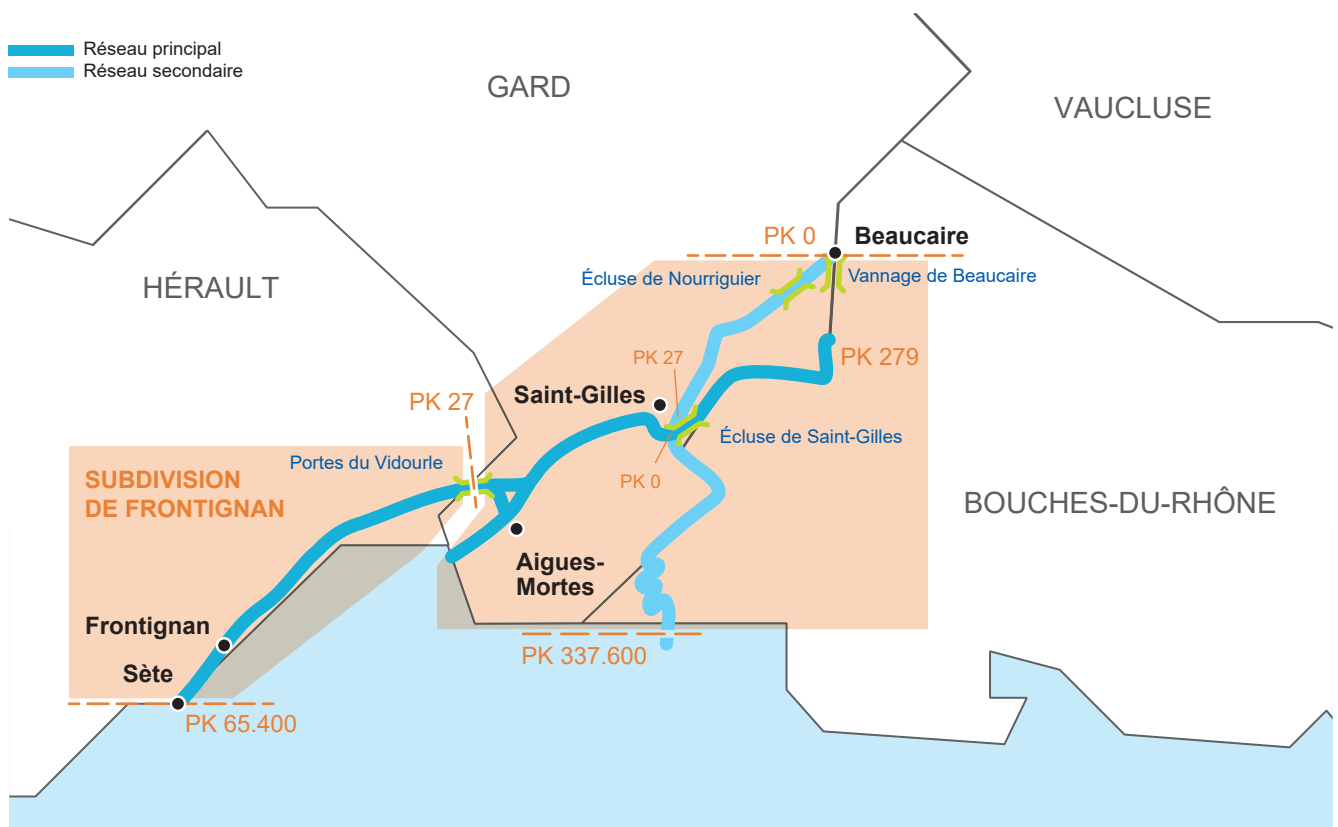 Réseau principal
Réseau secondaire
GARD
VAUCLUSE
PK 0
Beaucaire
Écluse de Nourriguier
Vannage de Beaucaire
HÉRAULT
PK 27
PK 279
Saint-Gilles
PK 27
Écluse de Saint-Gilles
Portes du Vidourle
SUBDIVISION
DE FRONTIGNAN
PK 0
BOUCHES-DU-RHÔNE
Aigues-
Mortes
Frontignan
PK 337.600
Sète
PK 65.400